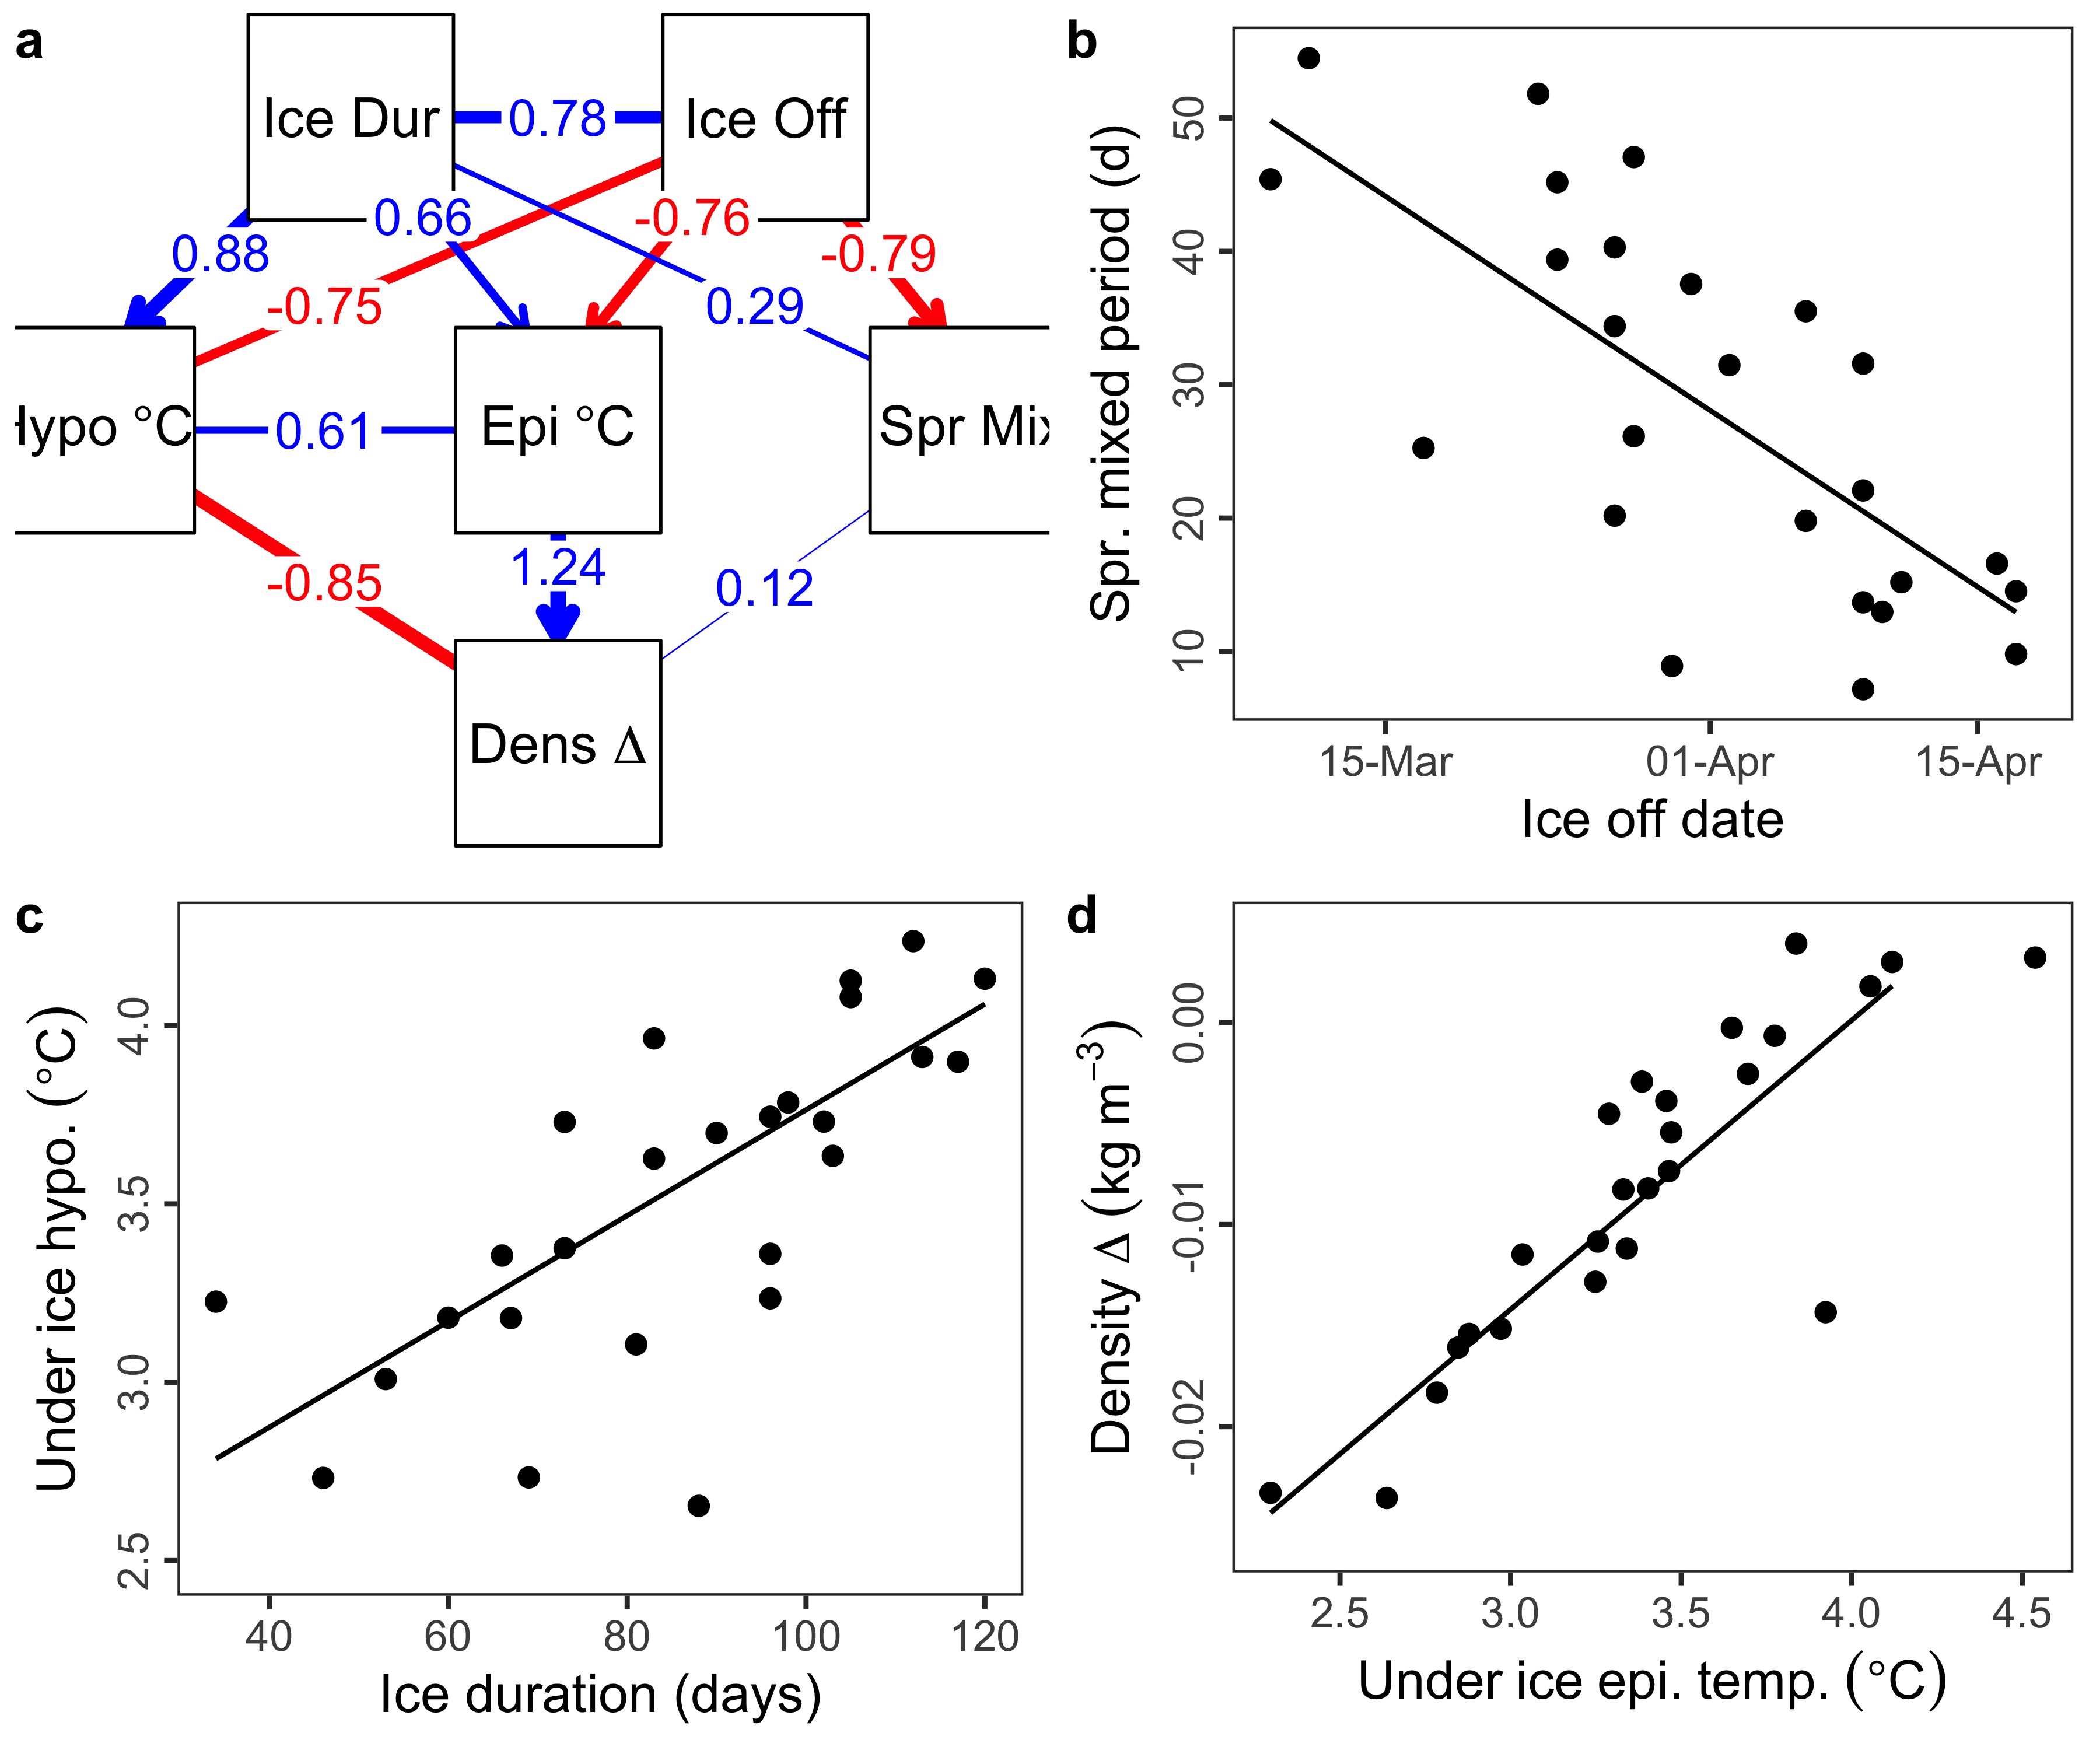 a
Ice Dur
0.78
Ice Off
0.88
0.66
-0.76
-0.79
-0.75
0.29
ypo °C
0.61
Epi °C
Spr Mix
-0.85
1.24
0.12
Dens Δ
b
Spr. mixed period (d)
50
40
30
20
10
15-Mar
01-Apr
15-Apr
Ice off date
c
Under ice hypo. (°C)
4.0
3.5
3.0
2.5
40
60
80
100
120
Ice duration (days)
d
Density Δ (kg m⁻³)
0.00
-0.01
-0.02
2.5
3.0
3.5
4.0
4.5
Under ice epi. temp. (°C)